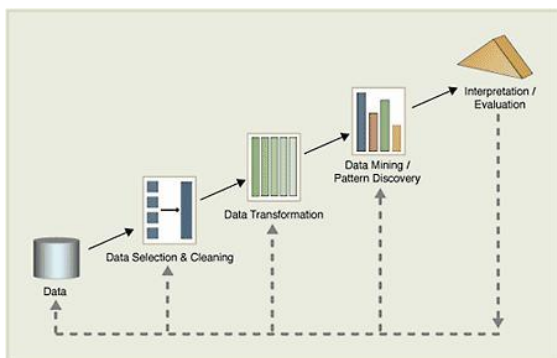 Interpretation /
Evaluation
Data Mining /
Pattern Discovery
Data Transformation
Data Selection & Cleaning
Data